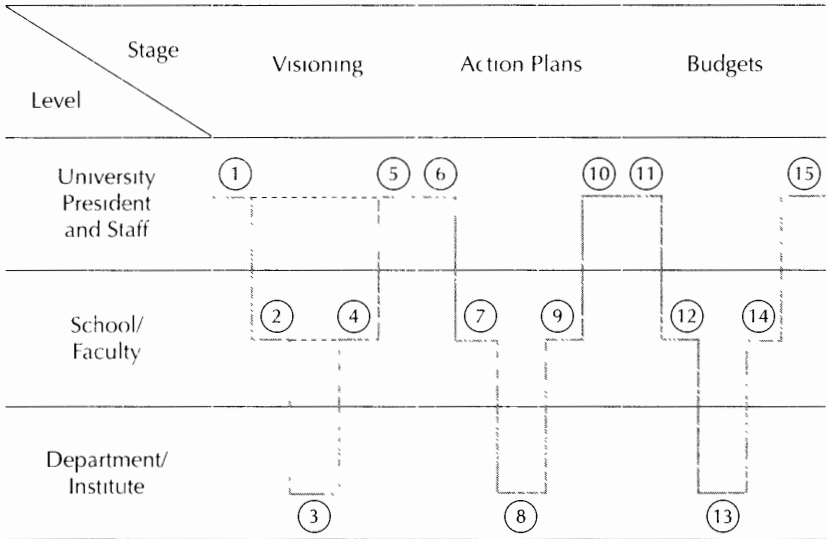 Stage
Level
Visioning
Action Plans
Budgets
University
President
and Staff
1
5
6
10
11
15
School/
Faculty
2
4
7
9
12
14
Department/
Institute
3
8
13